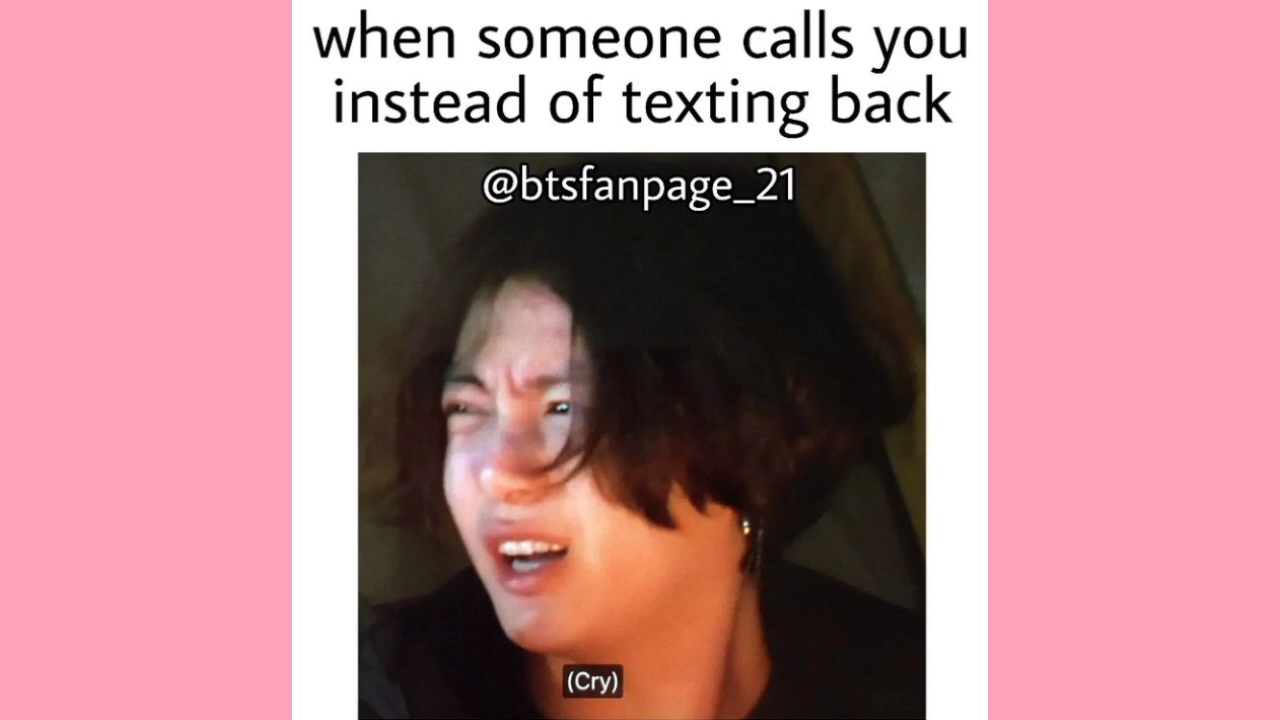 when someone calls you
instead of texting back
@btsfanpage_21
(Cry)